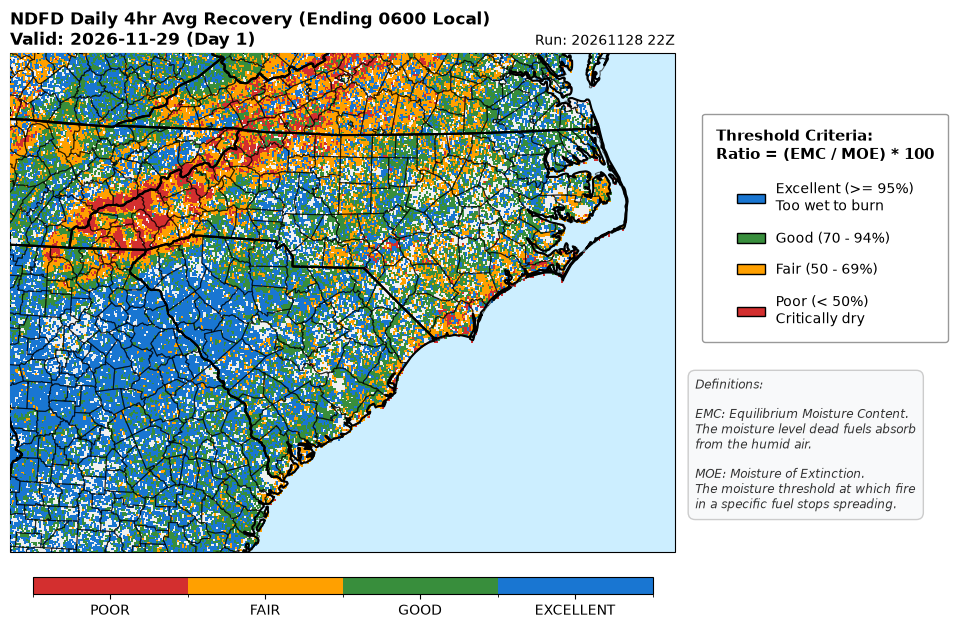 NDFD Daily 4hr Avg Recovery (Ending 0600 Local)
Valid: 2026-11-29 (Day 1)
Run: 20261128 22Z
Threshold Criteria:
Ratio = (EMC / MOE) * 100
Excellent (>= 95%)
Too wet to burn
Good (70 - 94%)
Fair (50 - 69%)
Poor (< 50%)
Critically dry
Definitions:
EMC: Equilibrium Moisture Content.
The moisture level dead fuels absorb
from the humid air.
MOE: Moisture of Extinction.
The moisture threshold at which fire
in a specific fuel stops spreading.
POOR
FAIR
GOOD
EXCELLENT